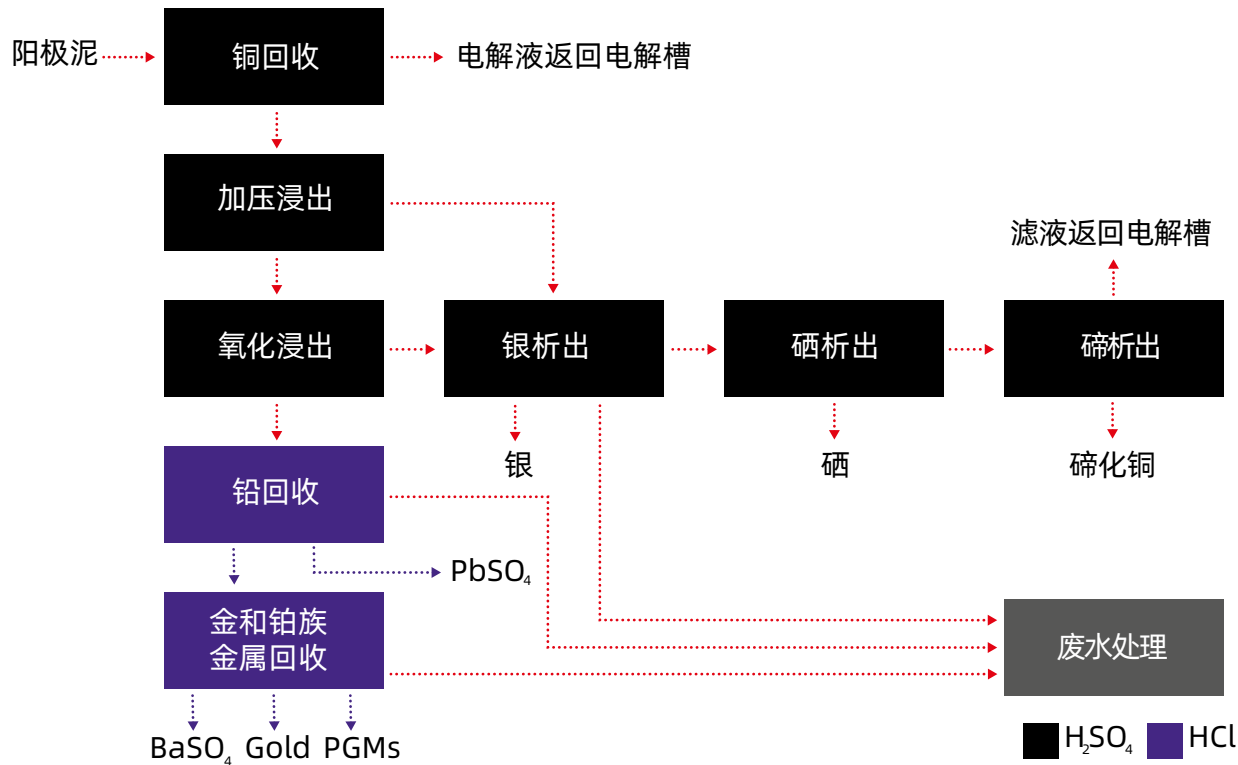 阳极泥
铜回收
电解液返回电解槽
加压浸出
滤液返回电解槽
氧化浸出
银析出
硒析出
碲析出
银
硒
碲化铜
铅回收
PbSO₄
金和铂族
金属回收
废水处理
BaSO₄
Gold
PGMs
H₂SO₄
HCl